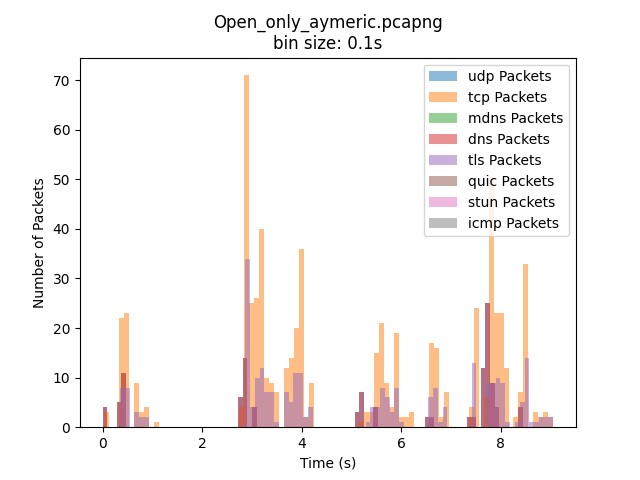 Open_only_aymeric.pcapng
bin size: 0.1s
udp Packets
tcp Packets
mdns Packets
dns Packets
tls Packets
quic Packets
stun Packets
icmp Packets
Number of Packets
70
60
50
40
30
20
10
0
0 2 4 6 8
Time (s)